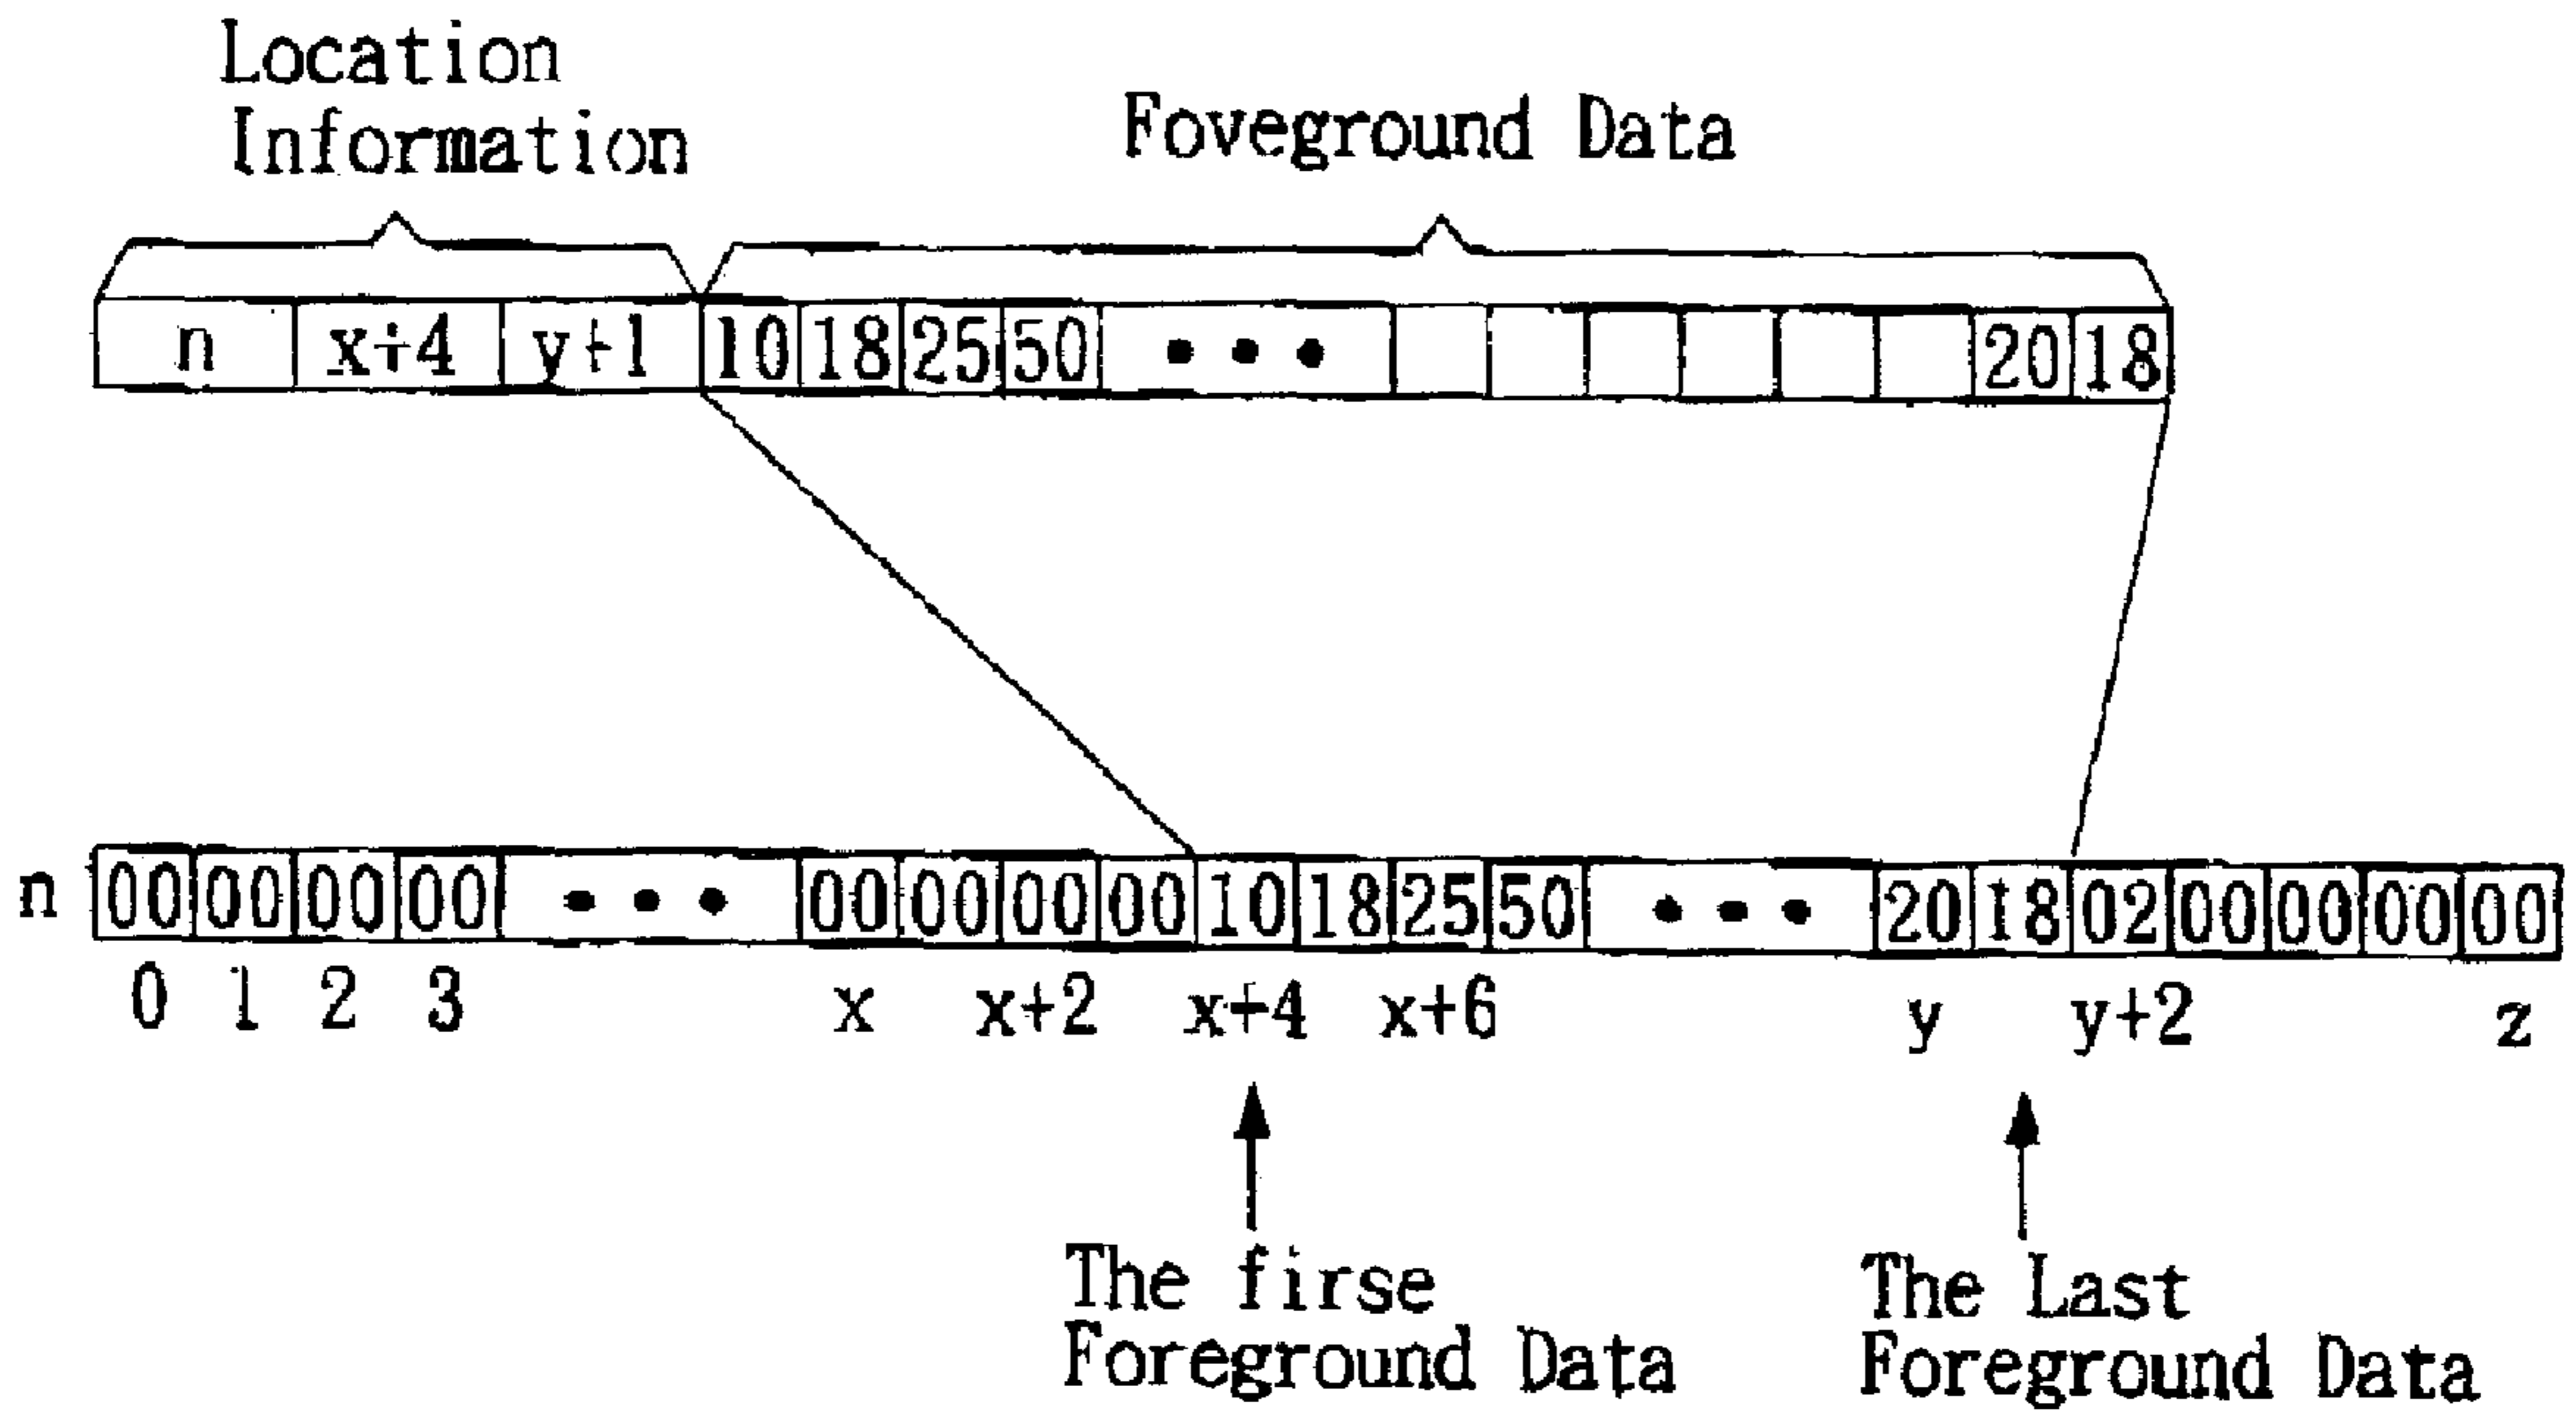 Location
Information
Foveground Data
n x+4 y+1 10 18 25 50 • • • 20 18
n 00 00 00 00 • • • 00 00 00 00 10 18 25 50 • • • 20 18 02 00 00 00 00
0 1 2 3 x x+2 x+4 x+6 y y+2 z
The firse
Foreground Data
The Last
Foreground Data